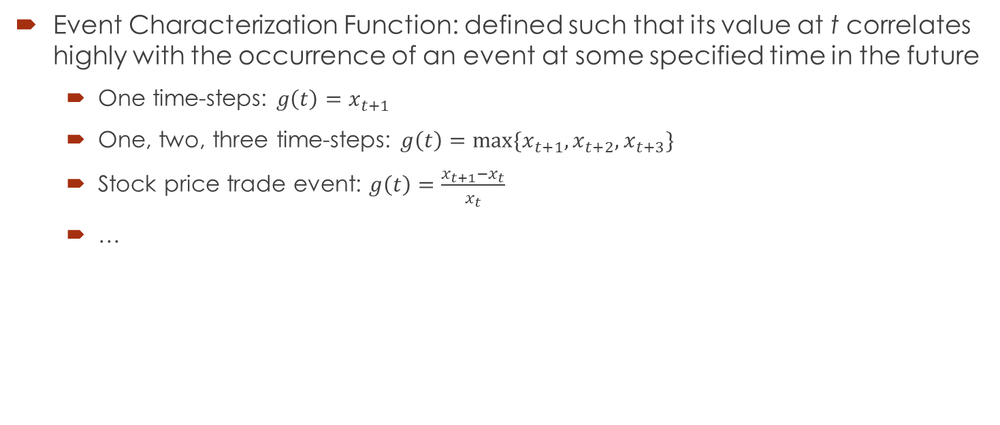 Event Characterization Function: defined such that its value at t correlates
highly with the occurrence of an event at some specified time in the future
One time-steps: g(t) = x_{t+1}
One, two, three time-steps: g(t) = max{x_{t+1}, x_{t+2}, x_{t+3}}
Stock price trade event: g(t) = \frac{x_{t+1}−x_t}{x_t}
…